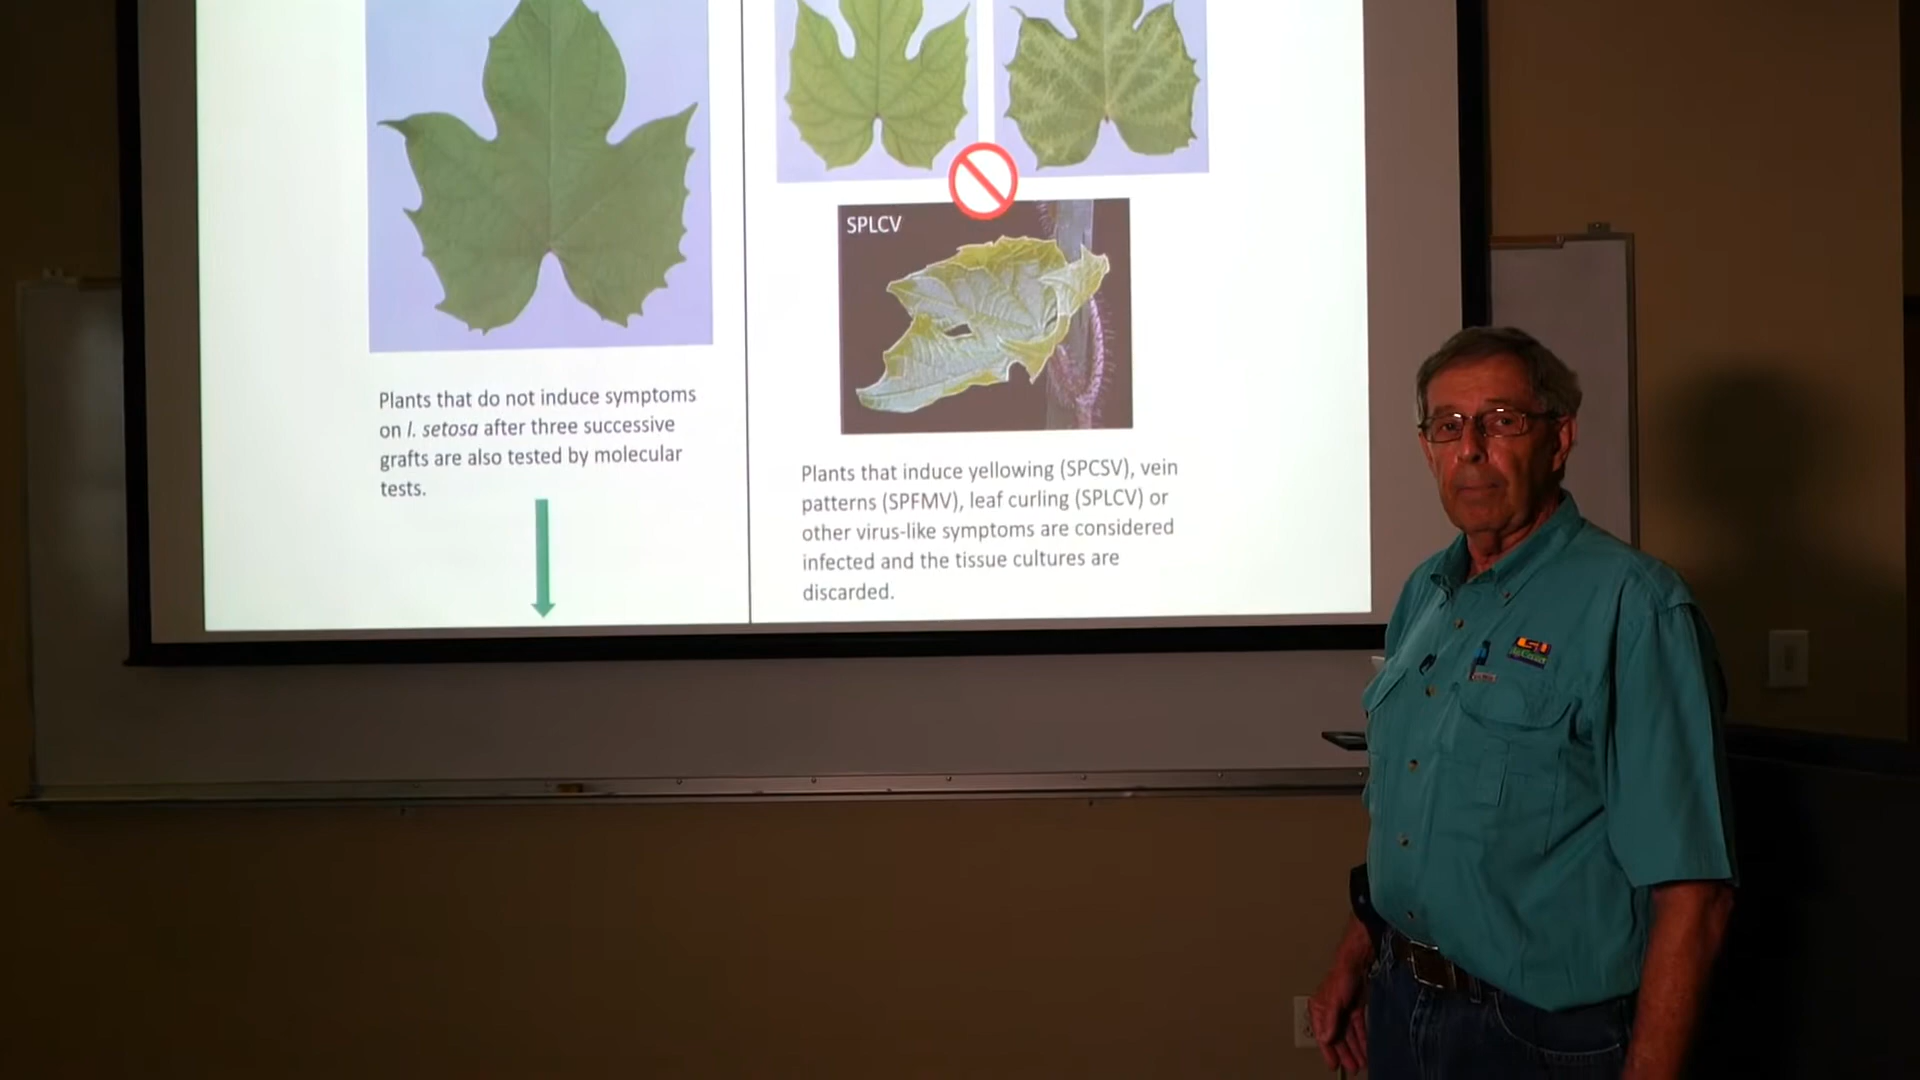 SPLCV
Plants that do not induce symptoms
on I. setosa after three successive
grafts are also tested by molecular
tests.
Plants that induce yellowing (SPCSV), vein
patterns (SPFMV), leaf curling (SPLCV) or
other virus-like symptoms are considered
infected and the tissue cultures are
discarded.
LSU
AgCenter